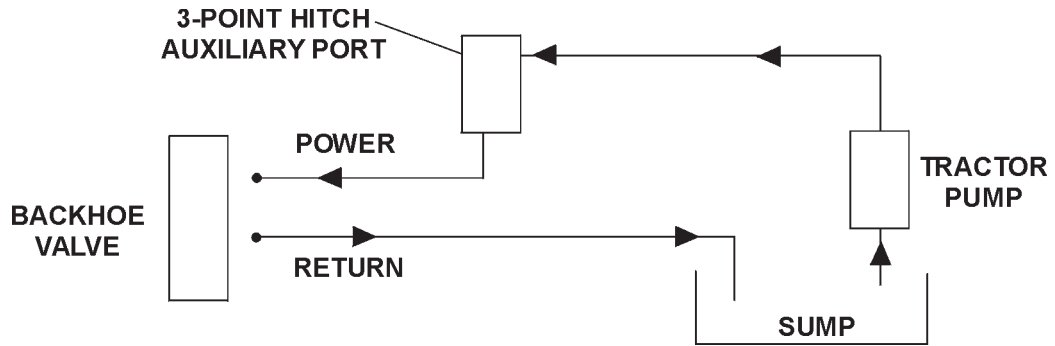 3-POINT HITCH
AUXILIARY PORT
POWER
TRACTOR
PUMP
BACKHOE
VALVE
RETURN
SUMP